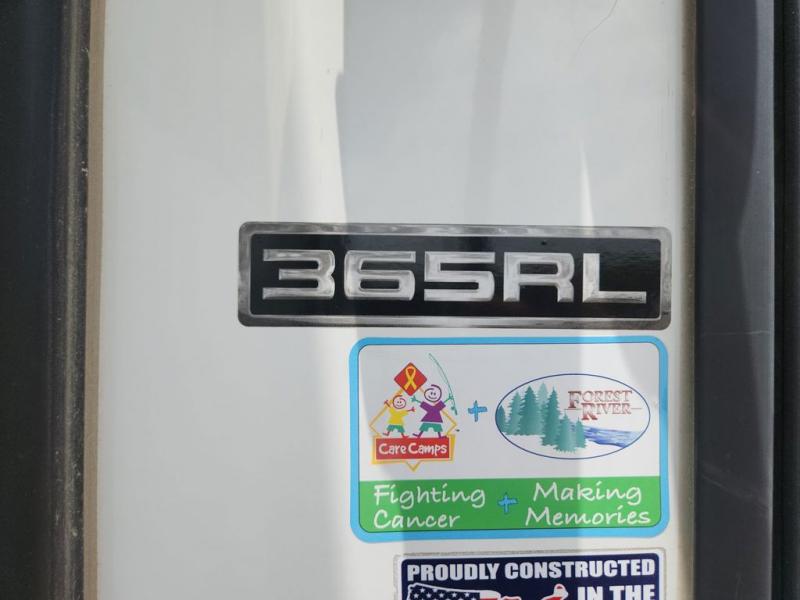 365RL
Care Camps
FOREST
RIVER
Fighting
Cancer
Making
Memories
PROUDLY CONSTRUCTED
IN THE